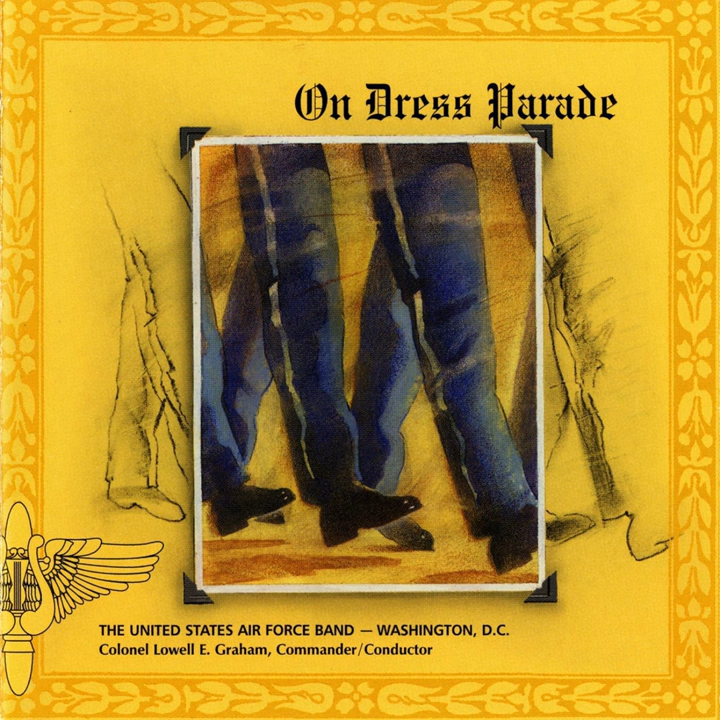 On Dress Parade
THE UNITED STATES AIR FORCE BAND — WASHINGTON, D.C.
Colonel Lowell E. Graham, Commander/Conductor